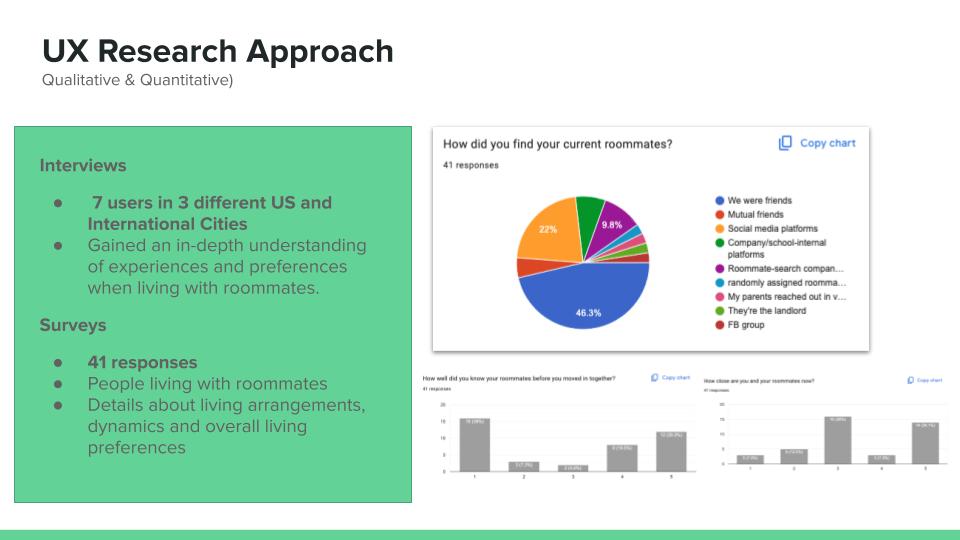 UX Research Approach
Qualitative & Quantitative)
Interviews
● 7 users in 3 different US and
International Cities
● Gained an in-depth understanding
of experiences and preferences
when living with roommates.
Surveys
● 41 responses
● People living with roommates
● Details about living arrangements,
dynamics and overall living
preferences
How did you find your current roommates?
Copy chart
41 responses
22%
9.8%
46.3%
We were friends
Mutual friends
Social media platforms
Company/school-internal
platforms
Roommate-search compan...
randomly assigned roomma...
My parents reached out in v...
They're the landlord
FB group
How well did you know your roommates before you moved in together?
Copy chart
41 responses
20
15
10
5
0
16 (39%)
3 (7.3%)
2 (4.9%)
8 (19.5%)
12 (29.3%)
1 2 3 4 5
How close are you and your roommates now?
Copy chart
41 responses
20
15
10
5
0
3 (7.3%)
5 (12.2%)
16 (39%)
3 (7.3%)
14 (34.1%)
1 2 3 4 5